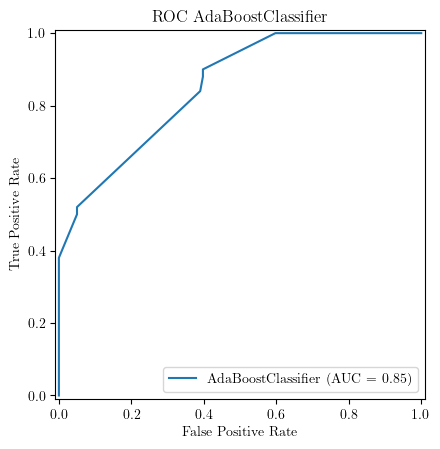 ROC AdaBoostClassifier
True Positive Rate
1.0
0.8
0.6
0.4
0.2
0.0
0.0 0.2 0.4 0.6 0.8 1.0
False Positive Rate
AdaBoostClassifier (AUC = 0.85)